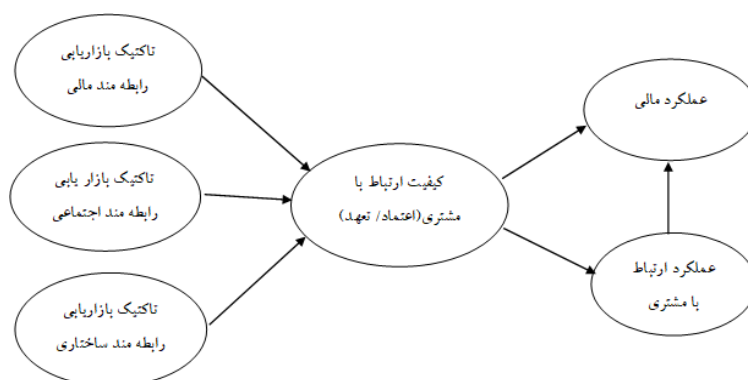 تاکتیک بازاریابی
رابطه مند مالی
تاکتیک بازار یابی
رابطه مند اجتماعی
تاکتیک بازاریابی
رابطه مند ساختاری
کیفیت ارتباط با
مشتری(اعتماد/ تعهد)
عملکرد مالی
عملکرد ارتباط
با مشتری